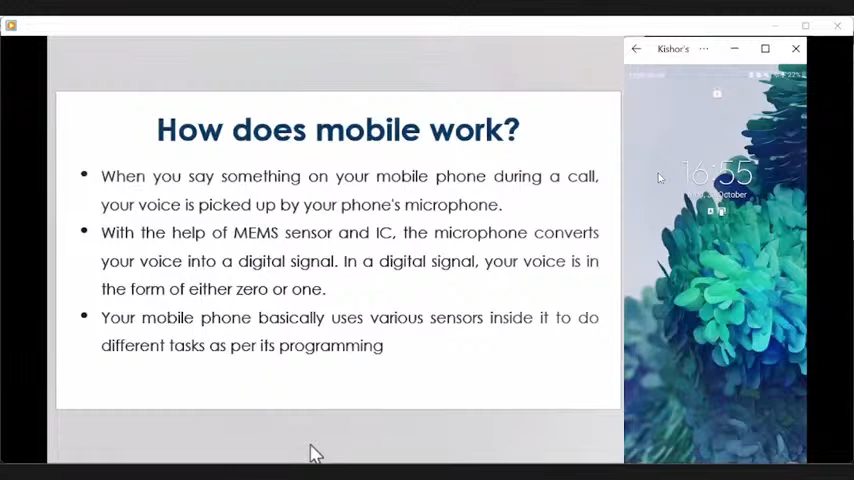 Kishor's ...
How does mobile work?
• When you say something on your mobile phone during a call,
your voice is picked up by your phone's microphone.
• With the help of MEMS sensor and IC, the microphone converts
your voice into a digital signal. In a digital signal, your voice is in
the form of either zero or one.
• Your mobile phone basically uses various sensors inside it to do
different tasks as per its programming
22%
16:55
October